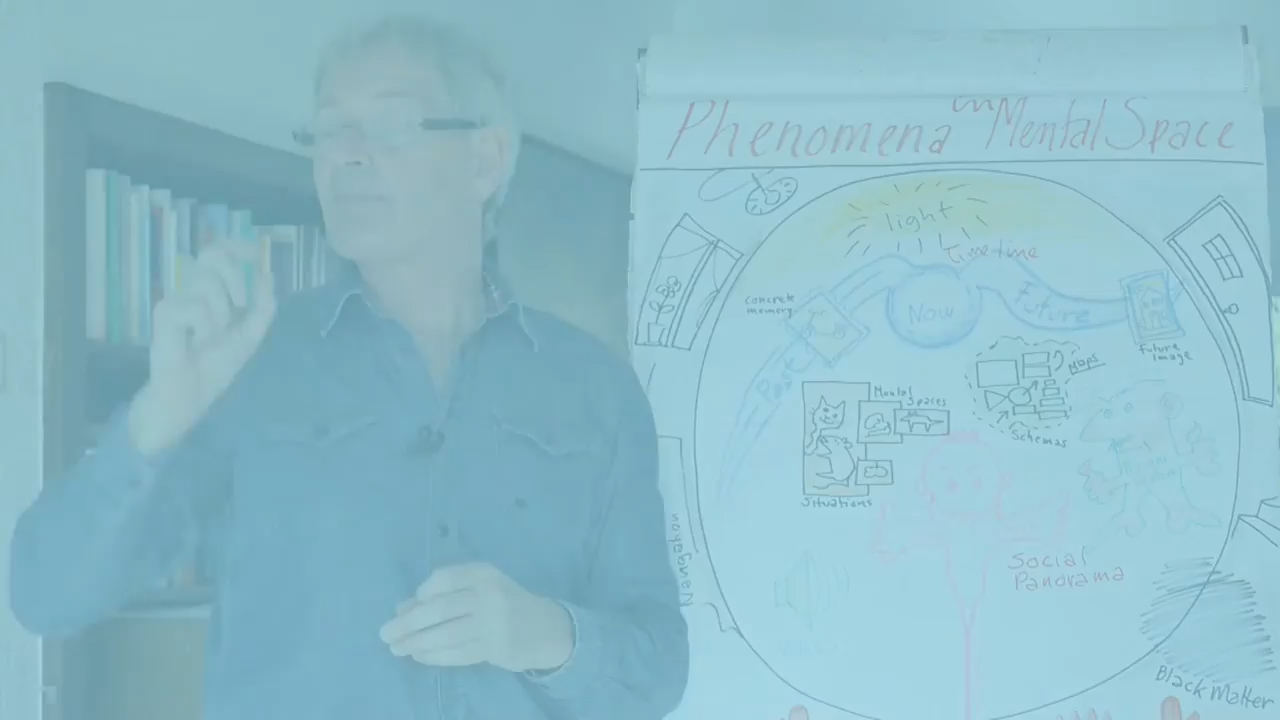 Phenomena in Mental Space
light
Timeline
Now
Past
Future
Concrete
memory
future
Image
Mental
Spaces
Maps
Schemas
Situations
Social
Panorama
Navigation
Black Matter